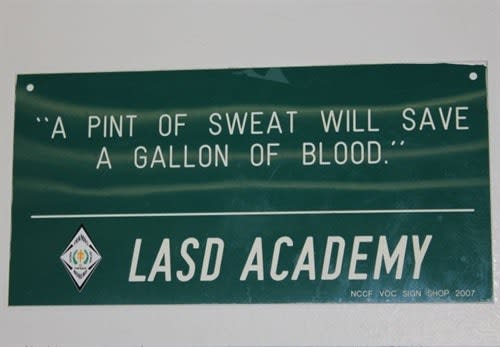 "A PINT OF SWEAT WILL SAVE
A GALLON OF BLOOD."
LASD ACADEMY
NCCF VOC SIGN SHOP 2007